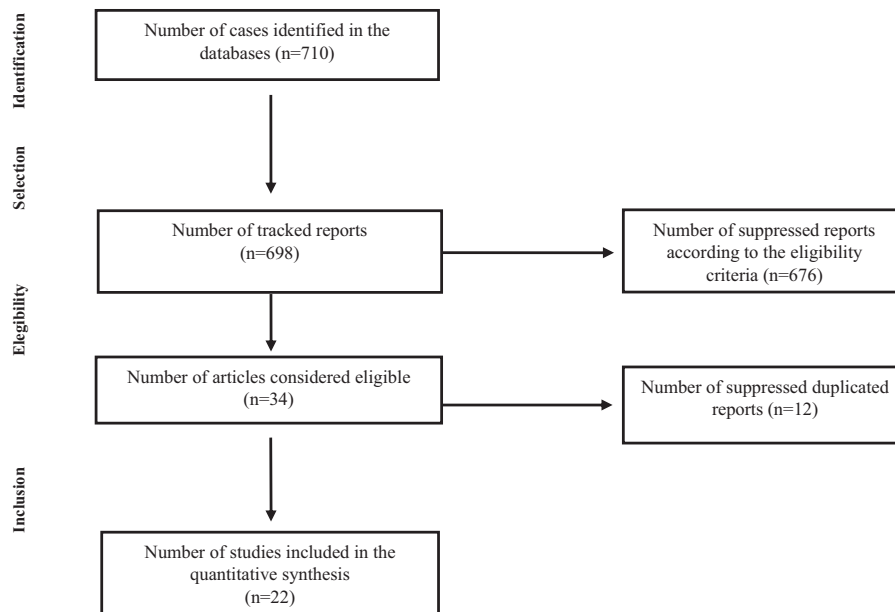 Identification
Number of cases identified in the
databases (n=710)
Selection
Number of tracked reports
(n=698)
Number of suppressed reports
according to the eligibility
criteria (n=676)
Elegibility
Number of articles considered eligible
(n=34)
Number of suppressed duplicated
reports (n=12)
Inclusion
Number of studies included in the
quantitative synthesis
(n=22)